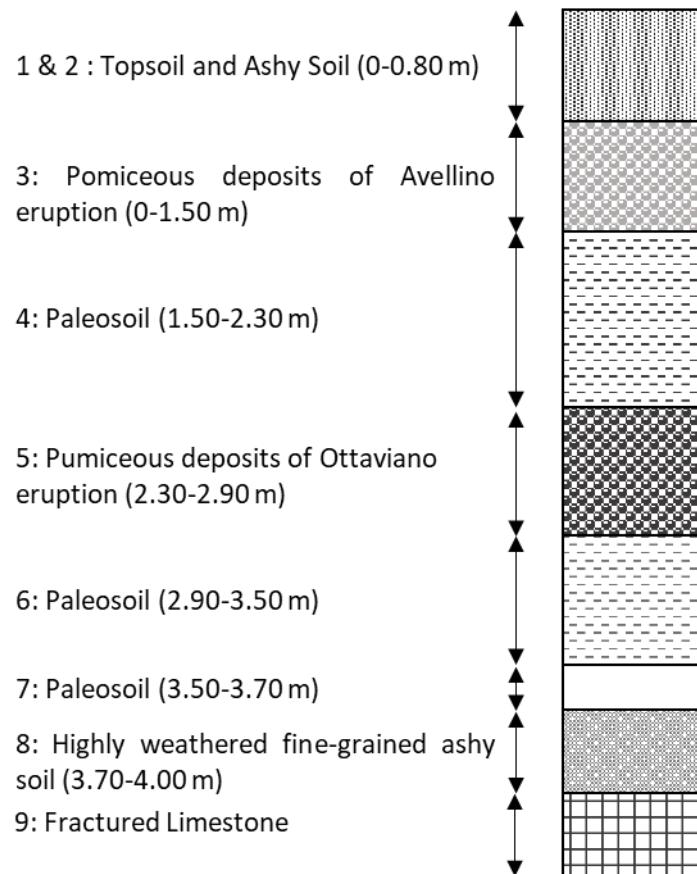 1 & 2 : Topsoil and Ashy Soil (0-0.80 m)
3: Pomiceous deposits of Avellino
eruption (0-1.50 m)
4: Paleosoil (1.50-2.30 m)
5: Pumiceous deposits of Ottaviano
eruption (2.30-2.90 m)
6: Paleosoil (2.90-3.50 m)
7: Paleosoil (3.50-3.70 m)
8: Highly weathered fine-grained ashy
soil (3.70-4.00 m)
9: Fractured Limestone